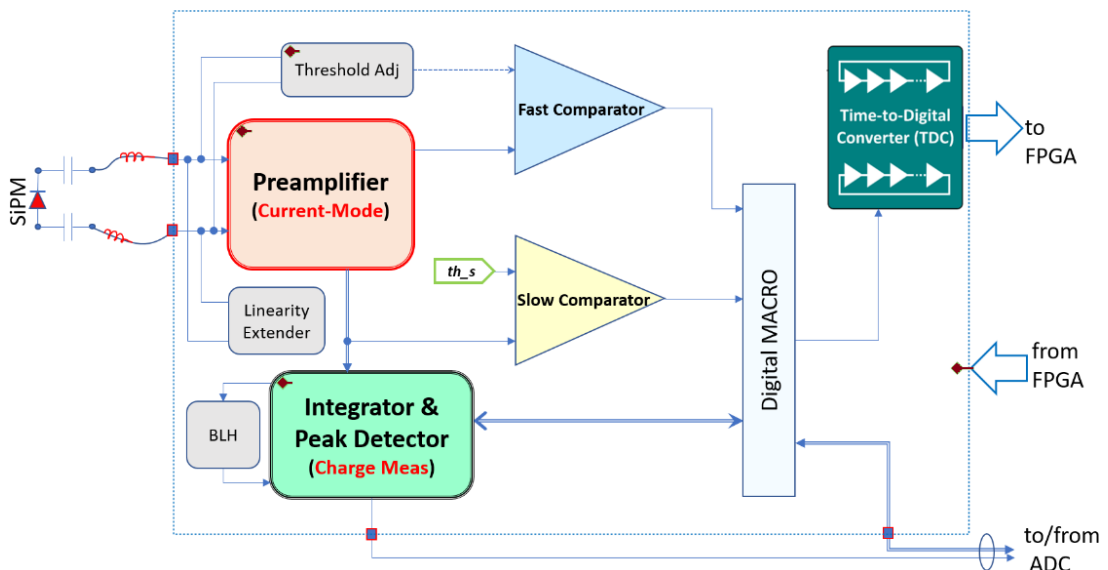 Threshold Adj
Fast Comparator
Time-to-Digital
Converter (TDC)
to
FPGA
SiPM
Preamplifier
(Current-Mode)
th_s
Slow Comparator
Linearity
Extender
Digital MACRO
from
FPGA
BLH
Integrator &
Peak Detector
(Charge Meas)
to/from
ADC